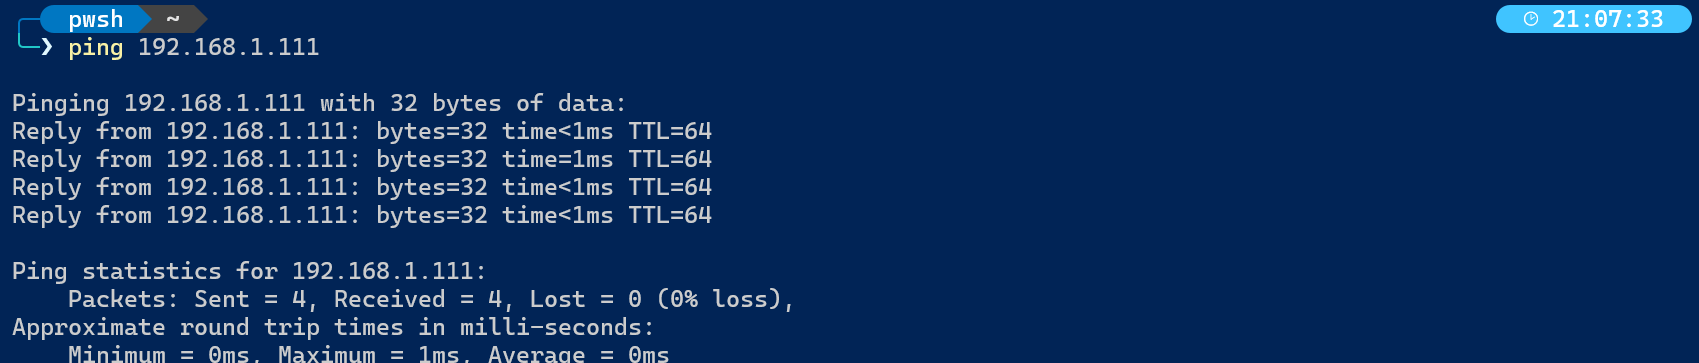 pwsh ~ 21:07:33
❯ ping 192.168.1.111
Pinging 192.168.1.111 with 32 bytes of data:
Reply from 192.168.1.111: bytes=32 time<1ms TTL=64
Reply from 192.168.1.111: bytes=32 time=1ms TTL=64
Reply from 192.168.1.111: bytes=32 time<1ms TTL=64
Reply from 192.168.1.111: bytes=32 time<1ms TTL=64
Ping statistics for 192.168.1.111:
Packets: Sent = 4, Received = 4, Lost = 0 (0% loss),
Approximate round trip times in milli-seconds:
Minimum = 0ms, Maximum = 1ms, Average = 0ms